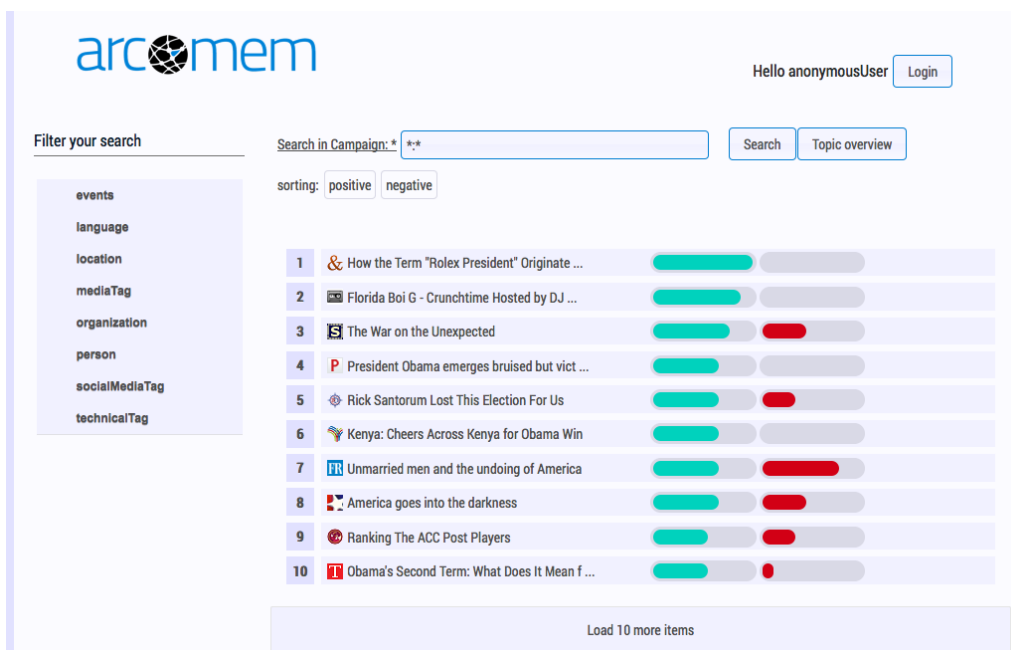 arcomem
Hello anonymousUser Login
Filter your search
Search in Campaign: * *:* Search Topic overview
sorting: positive negative
events
language
location
mediaTag
organization
person
socialMediaTag
technicalTag
1 & How the Term "Rolex President" Originate ...
2 Florida Boi G - Crunchtime Hosted by DJ ...
3 S The War on the Unexpected
4 P President Obama emerges bruised but vict ...
5 Rick Santorum Lost This Election For Us
6 Kenya: Cheers Across Kenya for Obama Win
7 FR Unmarried men and the undoing of America
8 America goes into the darkness
9 Ranking The ACC Post Players
10 T Obama's Second Term: What Does It Mean f ...
Load 10 more items